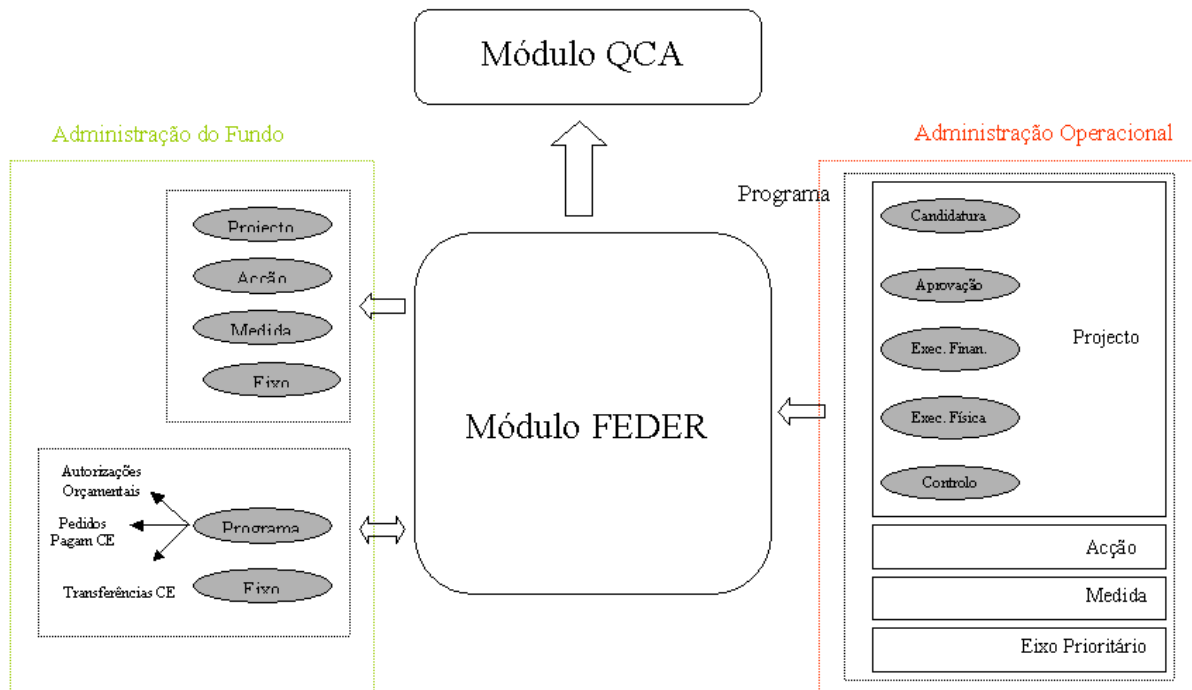 Módulo QCA
Administração do Fundo
Administração Operacional
Programa
Projecto
Acção
Medida
Eixo
Autorizações
Orçamentais
Pedidos
Pagam CE
Transferências CE
Programa
Eixo
Módulo FEDER
Candidatura
Aprovação
Exec. Finan.
Exec. Física
Controlo
Projecto
Acção
Medida
Eixo Prioritário